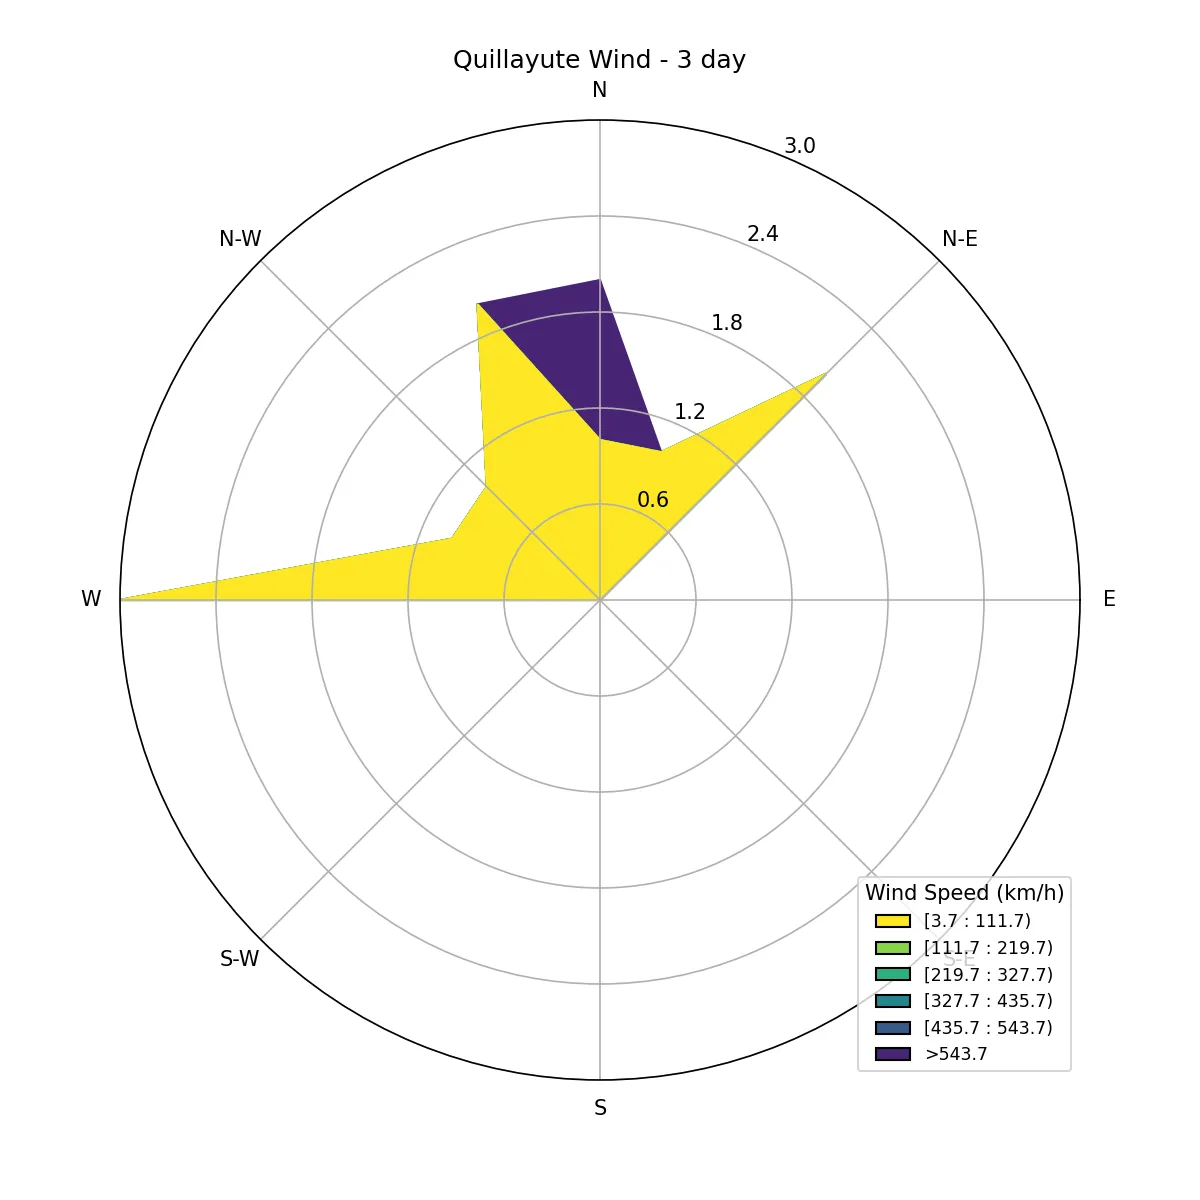 Quillayute Wind - 3 day
N
3.0
N-W
N-E
2.4
1.8
1.2
0.6
W
E
Wind Speed (km/h)
[3.7 : 111.7)
[111.7 : 219.7)
S-W
S-E
[219.7 : 327.7)
[327.7 : 435.7)
[435.7 : 543.7)
>543.7
S